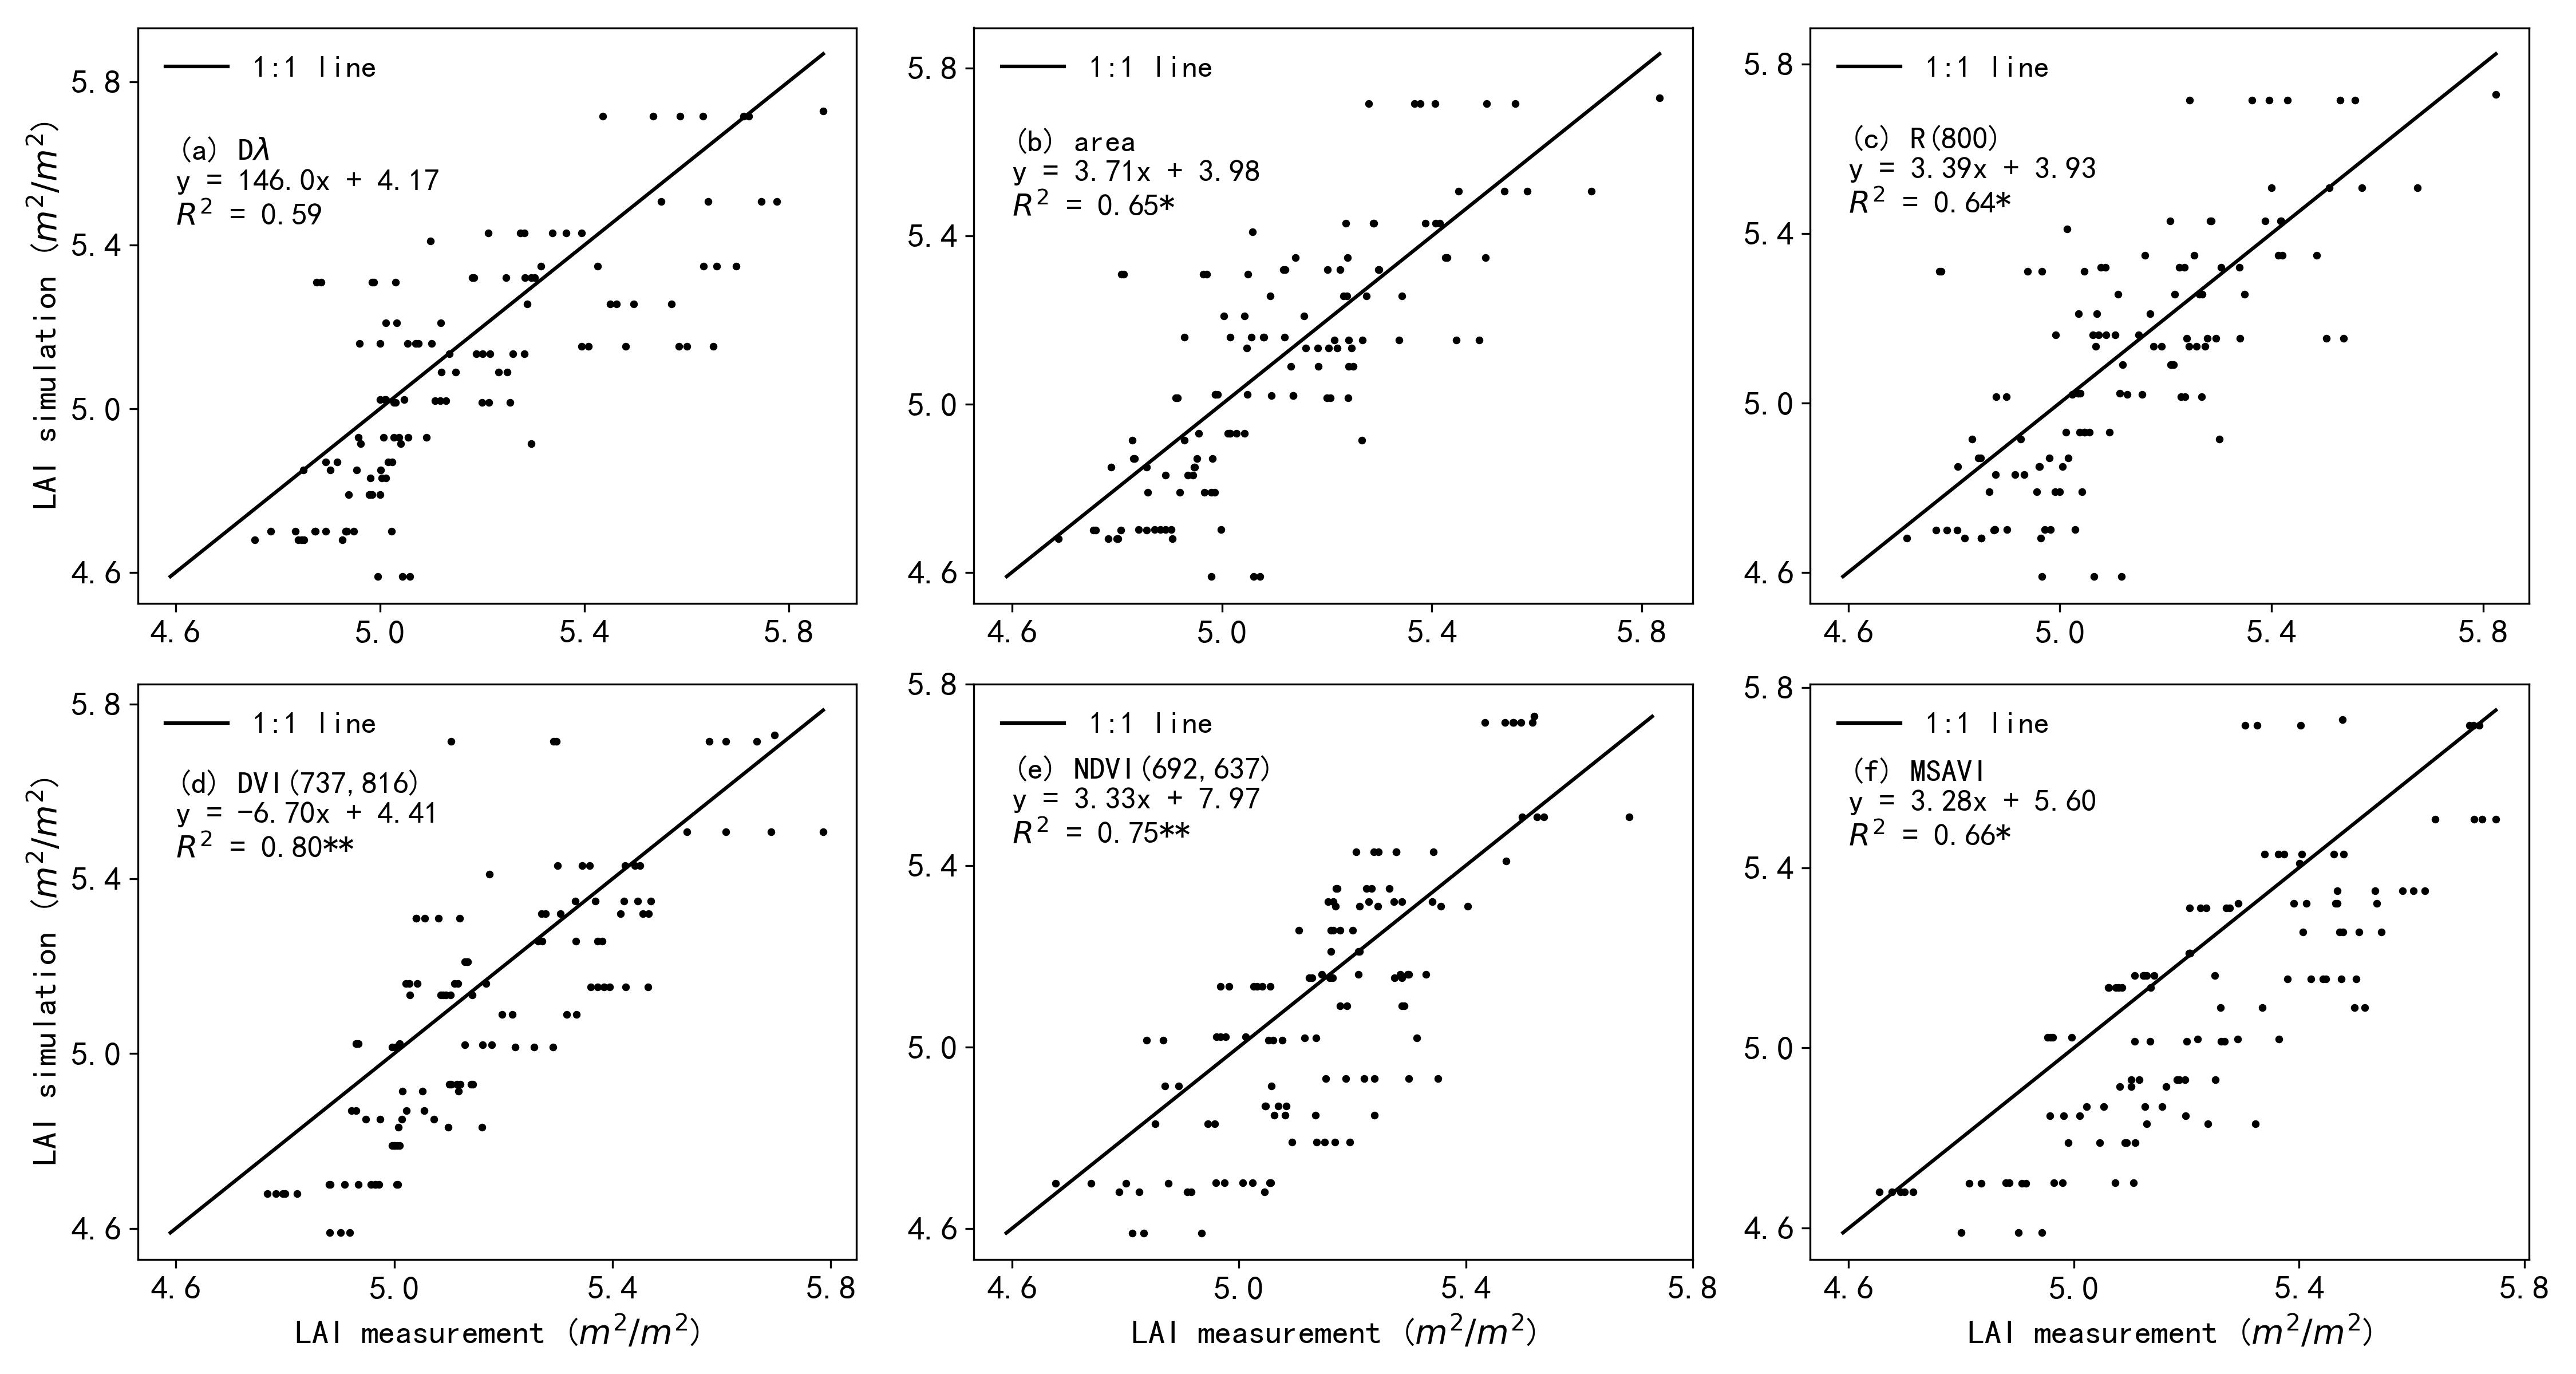 LAI simulation (m²/m²)
5.8
5.4
5.0
4.6
1:1 line
(a) Dλ
y = 146.0x + 4.17
R² = 0.59
4.6 5.0 5.4 5.8
5.8
5.4
5.0
4.6
1:1 line
(b) area
y = 3.71x + 3.98
R² = 0.65*
4.6 5.0 5.4 5.8
5.8
5.4
5.0
4.6
1:1 line
(c) R(800)
y = 3.39x + 3.93
R² = 0.64*
4.6 5.0 5.4 5.8
LAI simulation (m²/m²)
5.8
5.4
5.0
4.6
1:1 line
(d) DVI(737,816)
y = −6.70x + 4.41
R² = 0.80**
4.6 5.0 5.4 5.8
LAI measurement (m²/m²)
5.8
5.4
5.0
4.6
1:1 line
(e) NDVI(692,637)
y = 3.33x + 7.97
R² = 0.75**
4.6 5.0 5.4 5.8
LAI measurement (m²/m²)
5.8
5.4
5.0
4.6
1:1 line
(f) MSAVI
y = 3.28x + 5.60
R² = 0.66*
4.6 5.0 5.4 5.8
LAI measurement (m²/m²)